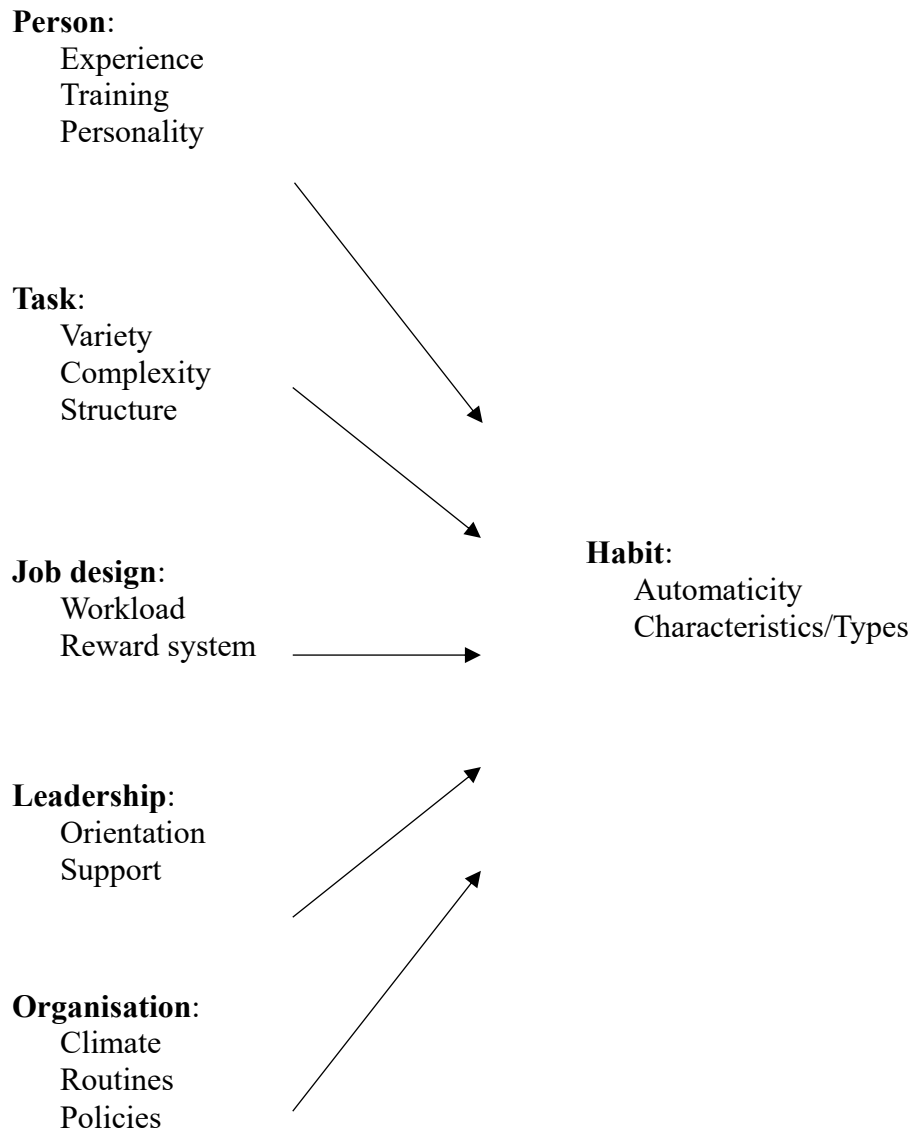 Person:
Experience
Training
Personality
Task:
Variety
Complexity
Structure
Job design:
Workload
Reward system
Habit:
Automaticity
Characteristics/Types
Leadership:
Orientation
Support
Organisation:
Climate
Routines
Policies